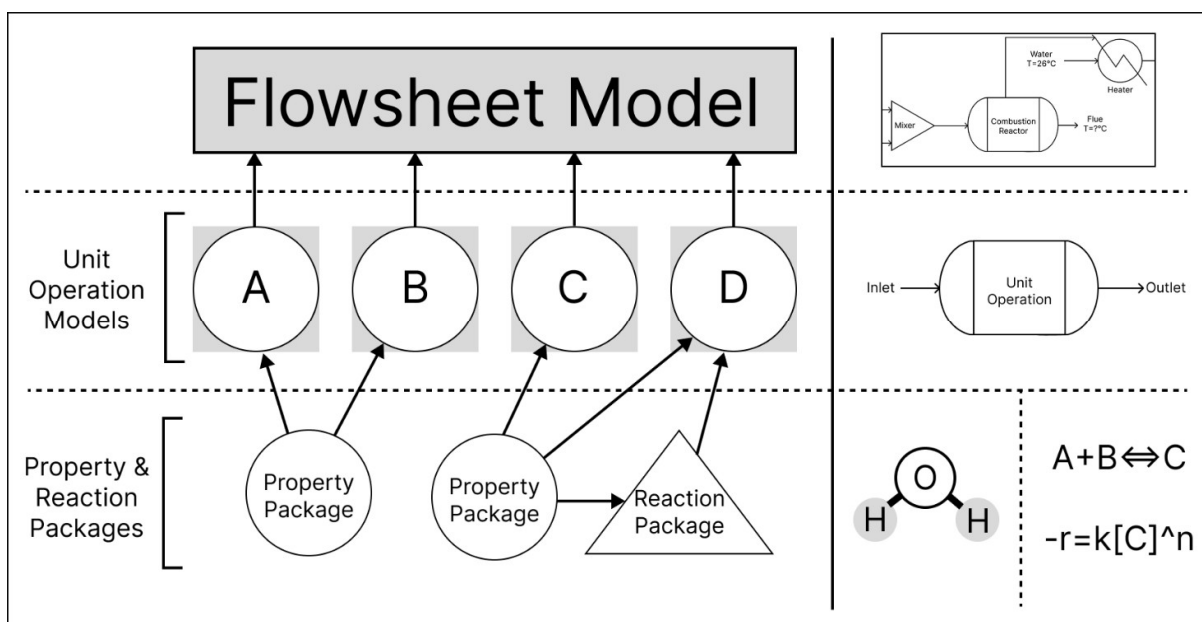 Flowsheet Model
Unit
Operation
Models
A
B
C
D
Property &
Reaction
Packages
Property
Package
Property
Package
Reaction
Package
Water
T=26°C
Heater
Mixer
Combustion
Reactor
Flue
T=?°C
Inlet
Unit
Operation
Outlet
O
H
H
A+B⇔C
-r=k[C]^n